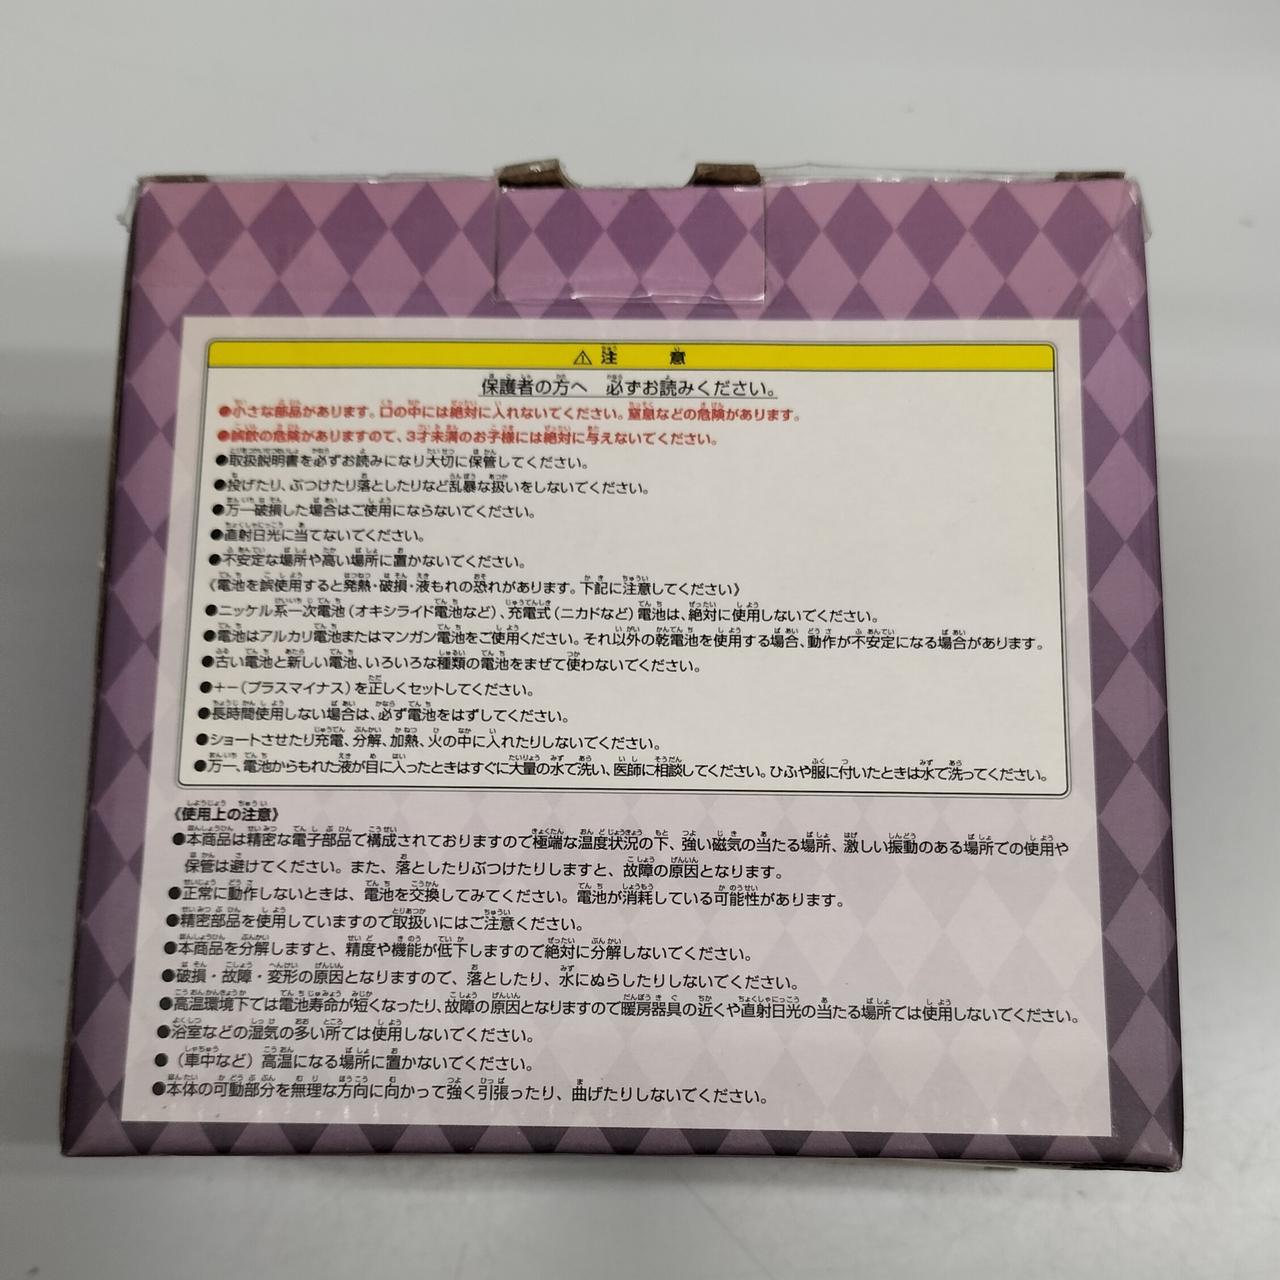 ⚠注 意
保護者の方へ 必ずお読みください。
●小さな部品があります。口の中には絶対に入れないでください。窒息などの危険があります。
●誤飲の危険がありますので、3才未満のお子様には絶対に与えないでください。
●取扱説明書を必ずお読みになり大切に保管してください。
●投げたり、ぶつけたり落としたりなど乱暴な扱いをしないでください。
●万一破損した場合はご使用にならないでください。
●直射日光に当てないでください。
●不安定な場所や高い場所に置かないでください。
《電池を誤使用すると発熱・破損・液もれの恐れがあります。下記に注意してください》
●ニッケル系一次電池(オキシライド電池など)、充電式(ニカドなど)電池は、絶対に使用しないでください。
●電池はアルカリ電池またはマンガン電池をご使用ください。それ以外の乾電池を使用する場合、動作が不安定になる場合があります。
●古い電池と新しい電池、いろいろな種類の電池をまぜて使わないでください。
●+−(プラスマイナス)を正しくセットしてください。
●長時間使用しない場合は、必ず電池をはずしてください。
●ショートさせたり充電、分解、加熱、火の中に入れたりしないでください。
●万一、電池からもれた液が目に入ったときはすぐに大量の水で洗い、医師に相談してください。ひふや服に付いたときは水で洗ってください。
《使用上の注意》
●本商品は精密な電子部品で構成されておりますので極端な温度状況の下、強い磁気の当たる場所、激しい振動のある場所での使用や
保管は避けてください。また、落としたりぶつけたりしますと、故障の原因となります。
●正常に動作しないときは、電池を交換してみてください。電池が消耗している可能性があります。
●精密部品を使用していますので取扱いにはご注意ください。
●本商品を分解しますと、精度や機能が低下しますので絶対に分解しないでください。
●破損・故障・変形の原因となりますので、落としたり、水にぬらしたりしないでください。
●高温環境下では電池寿命が短くなったり、故障の原因となりますので暖房器具の近くや直射日光の当たる場所では使用しないでください。
●浴室などの湿気の多い所では使用しないでください。
●(車中など)高温になる場所に置かないでください。
●本体の可動部分を無理な方向に向かって強く引張ったり、曲げたりしないでください。